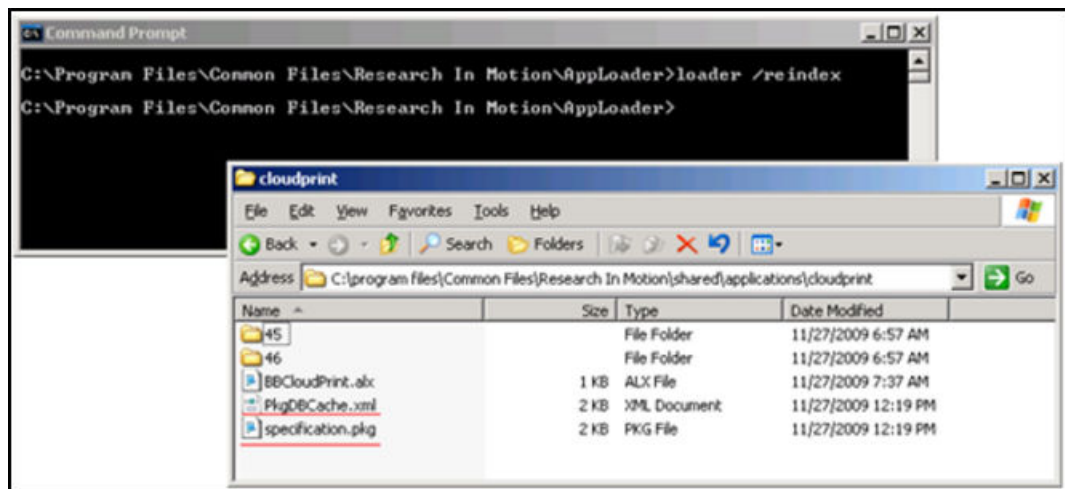 Command Prompt
C:\Program Files\Common Files\Research In Motion\AppLoader>loader /reindex
C:\Program Files\Common Files\Research In Motion\AppLoader>
cloudprint
File Edit View Favorites Tools Help
Back Search Folders
Address C:\program files\Common Files\Research In Motion\shared\applications\cloudprint Go
Name Size Type Date Modified
45 File Folder 11/27/2009 6:57 AM
46 File Folder 11/27/2009 6:57 AM
BBCloudPrint.alx 1 KB ALX File 11/27/2009 7:37 AM
PkgDBCache.xml 2 KB XML Document 11/27/2009 12:19 PM
specification.pkg 2 KB PKG File 11/27/2009 12:19 PM